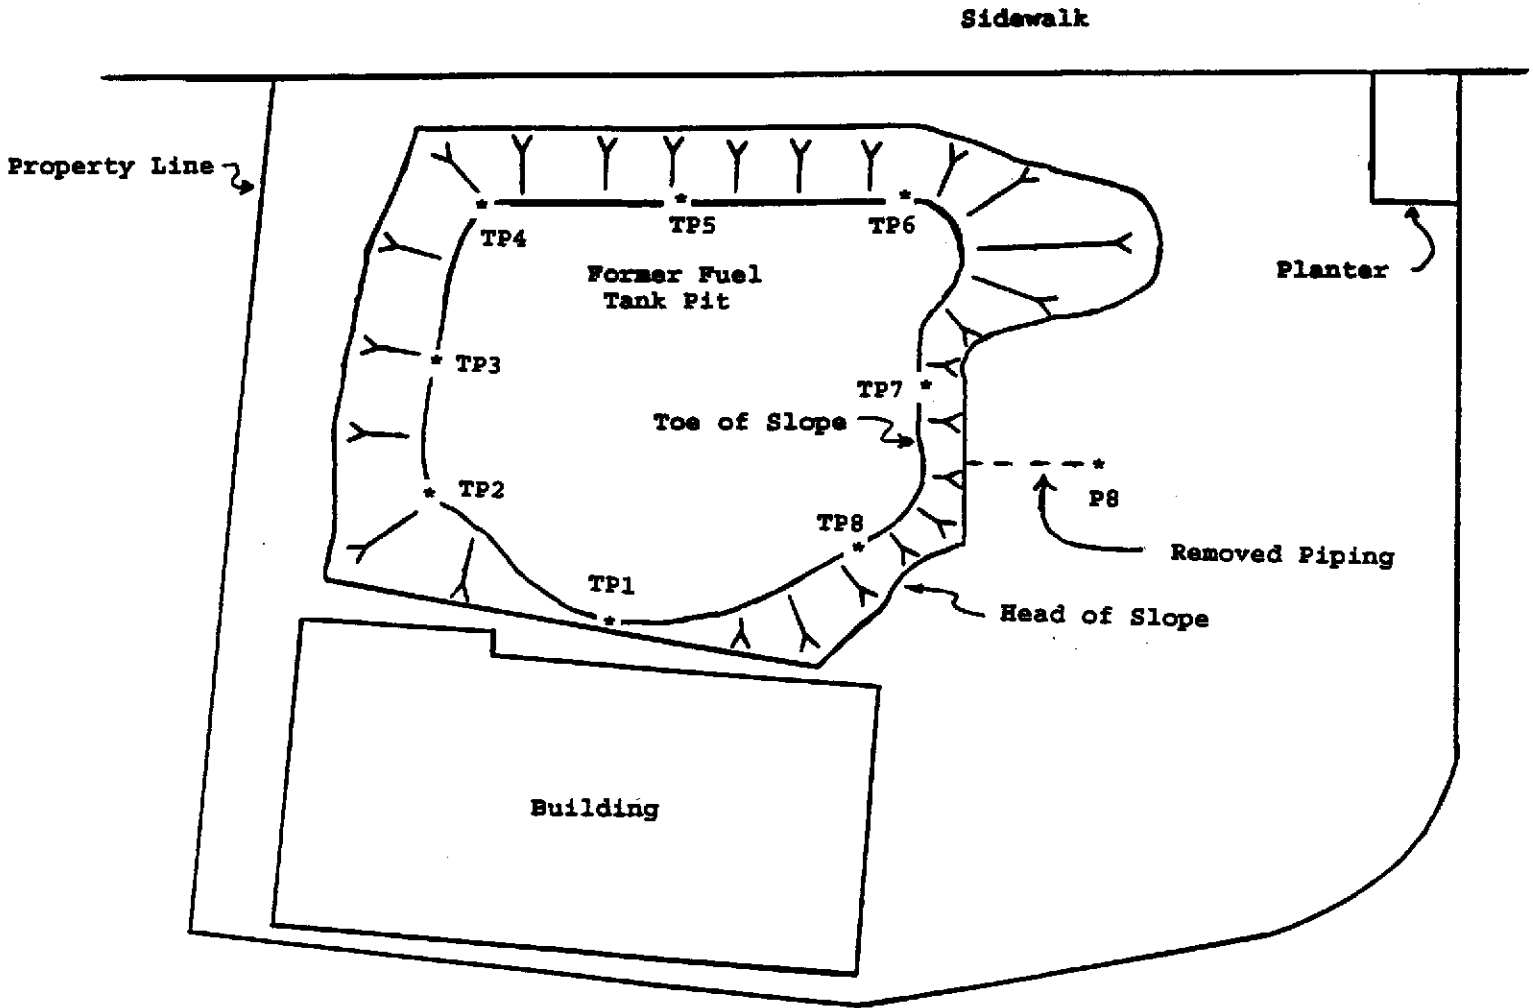 Sidewalk
Property Line
TP4
TP5
TP6
Former Fuel
Tank Pit
Planter
TP3
TP7
Toe of Slope
TP2
P8
TP8
Removed Piping
TP1
Head of Slope
Building